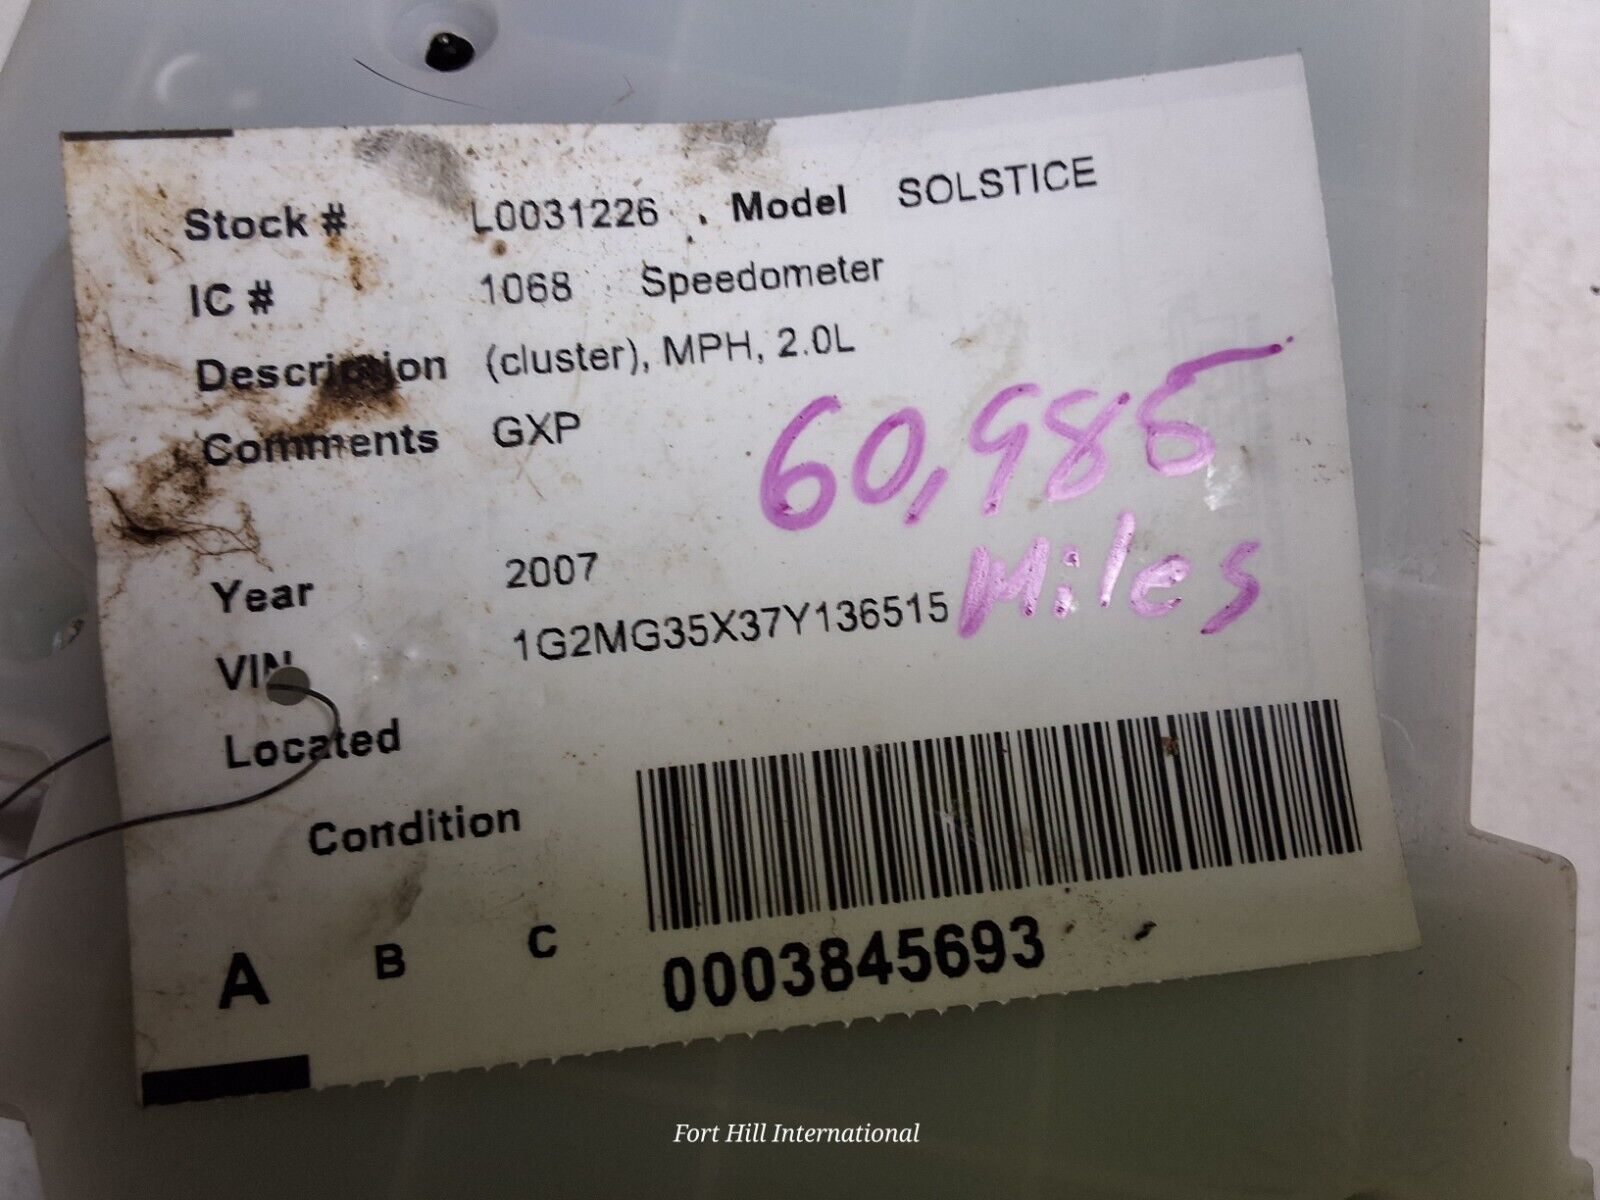 Stock # L0031226 Model SOLSTICE
IC # 1068 Speedometer
Description (cluster), MPH, 2.0L
Comments GXP
60,985
Miles
Year 2007
VIN 1G2MG35X37Y136515
Located
Condition
A B C
0003845693
Fort Hill International